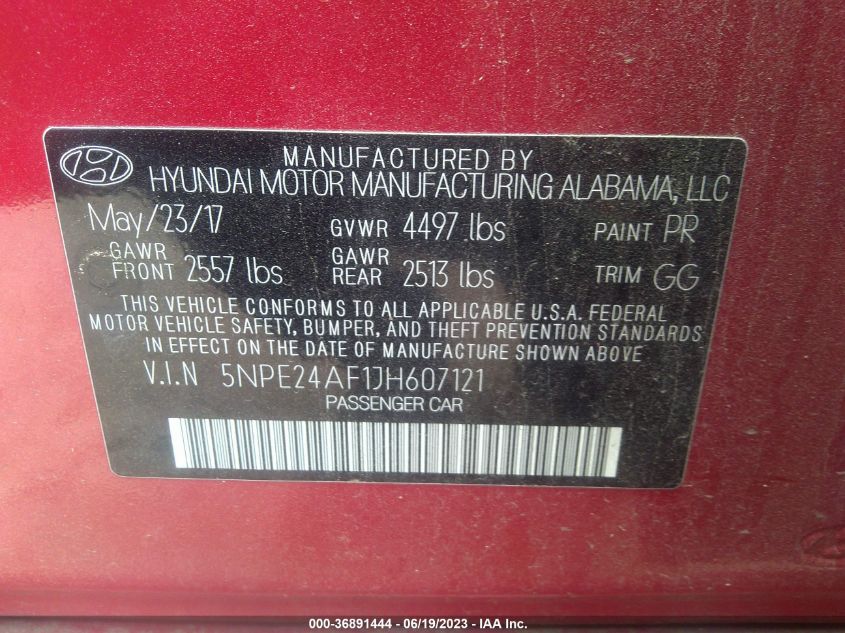 MANUFACTURED BY
HYUNDAI MOTOR MANUFACTURING ALABAMA, LLC
May/23/17 GVWR 4497 lbs PAINT PR
GAWR FRONT 2557 lbs GAWR REAR 2513 lbs TRIM GG
THIS VEHICLE CONFORMS TO ALL APPLICABLE U.S.A. FEDERAL
MOTOR VEHICLE SAFETY, BUMPER, AND THEFT PREVENTION STANDARDS
IN EFFECT ON THE DATE OF MANUFACTURE SHOWN ABOVE
V.I.N 5NPE24AF1JH607121
PASSENGER CAR
000-36891444 - 06/19/2023 - IAA Inc.